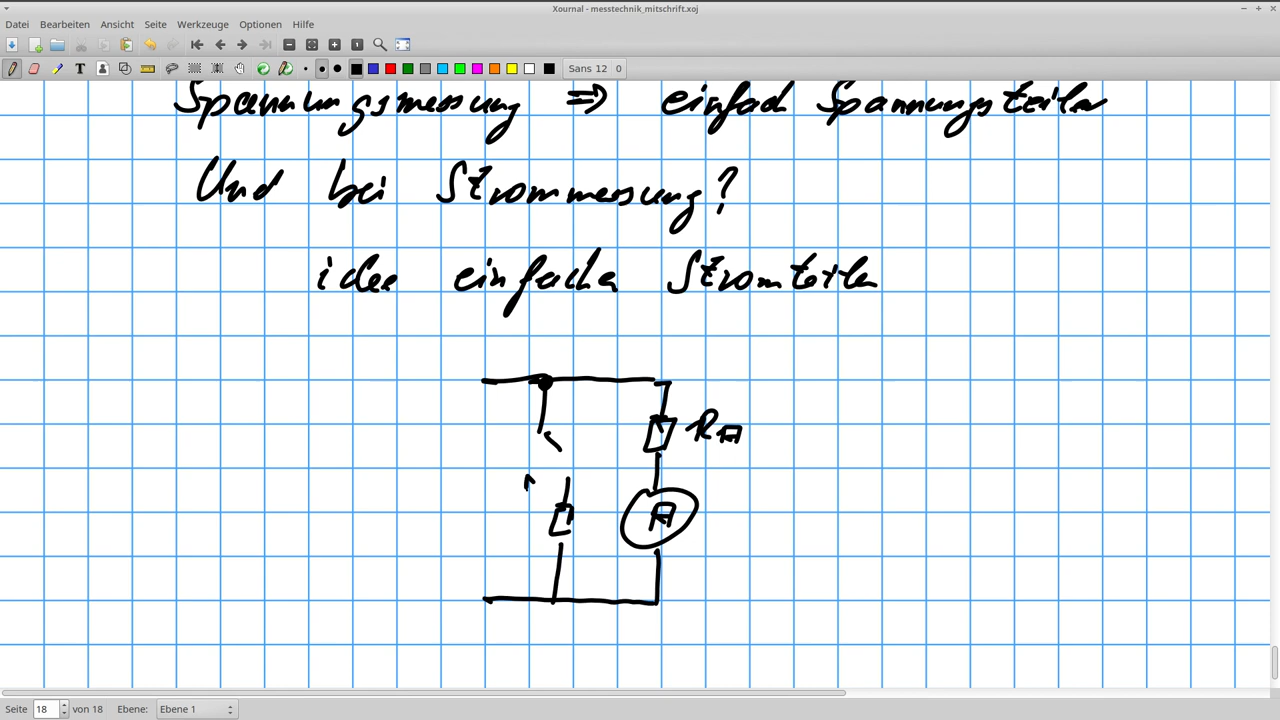 Xournal - messtechnik_mitschrift.xoj
Datei Bearbeiten Ansicht Seite Werkzeuge Optionen Hilfe
Sans 12 0
Spannungsmessung ⇒ einfach Spannungsteiler
Und bei Strommessung?
idee einfacher Stromteiler
RA
A
Seite 18 von 18 Ebene: Ebene 1